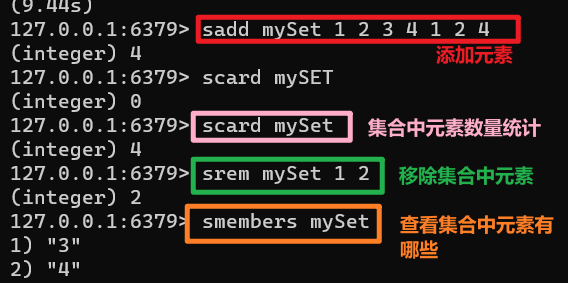 (9.44s)
127.0.0.1:6379> sadd mySet 1 2 3 4 1 2 4
添加元素
(integer) 4
127.0.0.1:6379> scard mySET
(integer) 0
127.0.0.1:6379> scard mySet 集合中元素数量统计
(integer) 4
127.0.0.1:6379> srem mySet 1 2 移除集合中元素
(integer) 2
127.0.0.1:6379> smembers mySet 查看集合中元素有
哪些
1) "3"
2) "4"